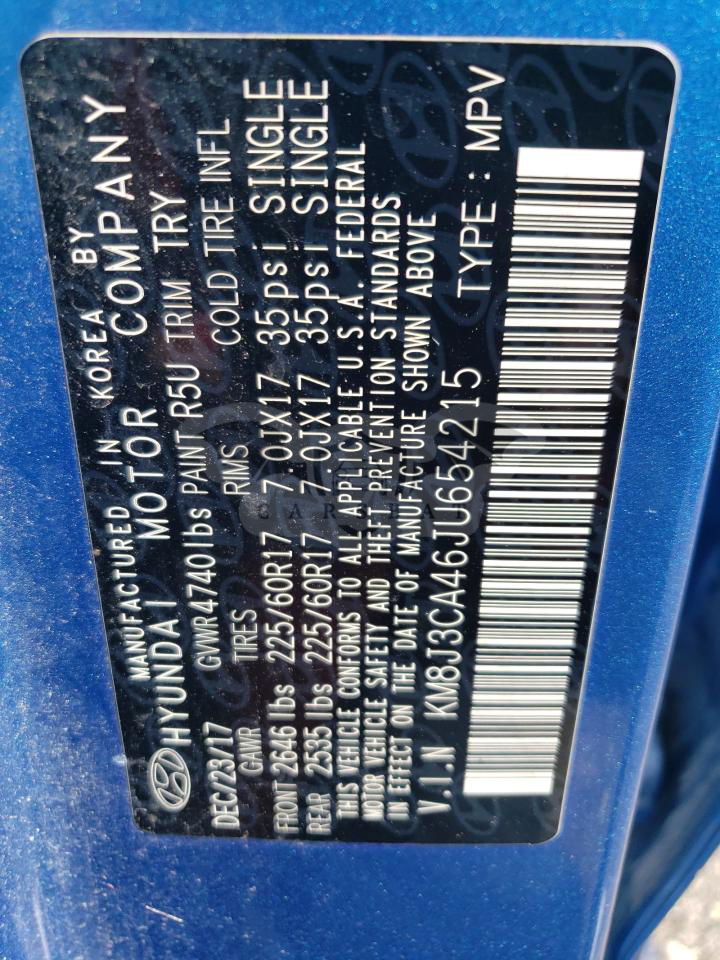 MANUFACTURED IN KOREA BY
HYUNDAI MOTOR COMPANY
DEC/23/17 GVWR 4740lbs PAINT R5U TRIM TRY
GAWR TIRES RIMS COLD TIRE INFL
FRONT 2646 lbs 225/60R17 7.0JX17 35psi SINGLE
REAR 2535 lbs 225/60R17 7.0JX17 35psi SINGLE
THIS VEHICLE CONFORMS TO ALL APPLICABLE U.S.A. FEDERAL
MOTOR VEHICLE SAFETY AND THEFT PREVENTION STANDARDS
IN EFFECT ON THE DATE OF MANUFACTURE SHOWN ABOVE
V.I.N KM8J3CA46JU654215 TYPE : MPV